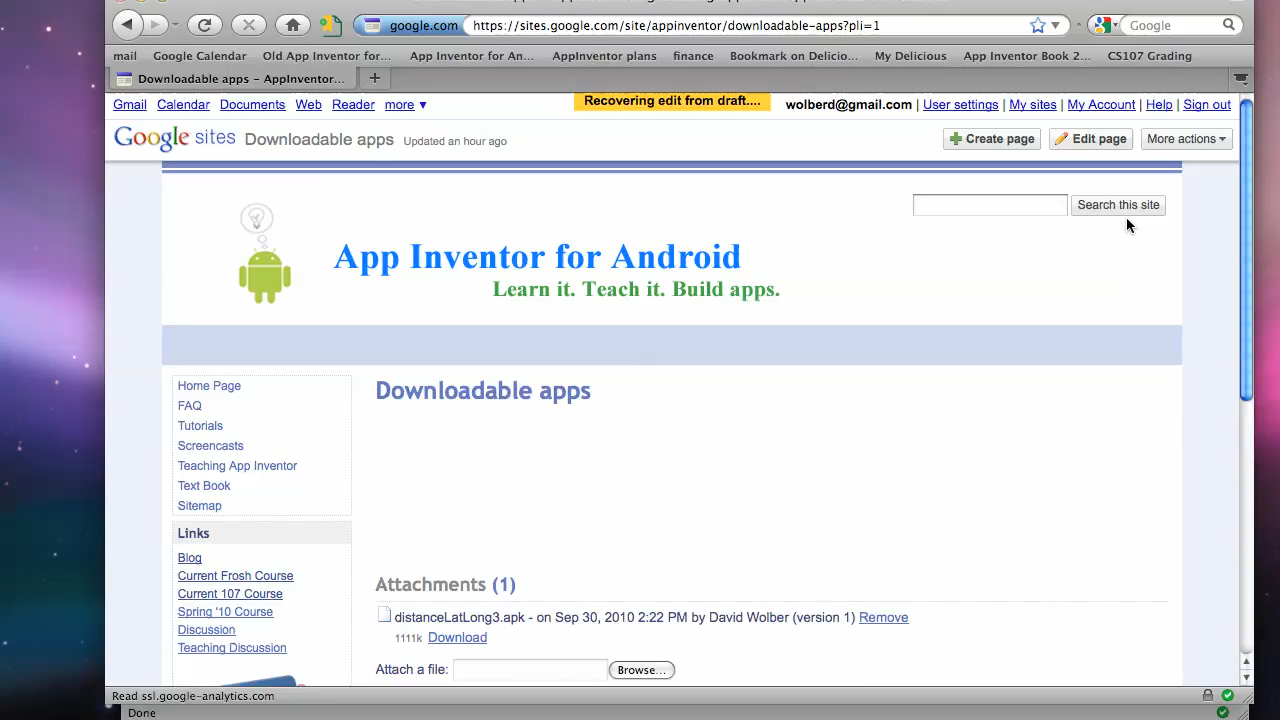 google.com https://sites.google.com/site/appinventor/downloadable-apps?pli=1 Google
mail Google Calendar Old App Inventor for... App Inventor for An... AppInventor plans finance Bookmark on Delicio... My Delicious App Inventor Book 2... CS107 Grading
Downloadable apps – AppInventor...
Gmail Calendar Documents Web Reader more ▼ Recovering edit from draft.... wolberd@gmail.com | User settings | My sites | My Account | Help | Sign out
Google sites Downloadable apps Updated an hour ago Create page Edit page More actions
Search this site
App Inventor for Android
Learn it. Teach it. Build apps.
Home Page
FAQ
Tutorials
Screencasts
Teaching App Inventor
Text Book
Sitemap
Links
Blog
Current Frosh Course
Current 107 Course
Spring '10 Course
Discussion
Teaching Discussion
Downloadable apps
Attachments (1)
distanceLatLong3.apk - on Sep 30, 2010 2:22 PM by David Wolber (version 1) Remove
1111k Download
Attach a file: Browse...
Read ssl.google-analytics.com
Done